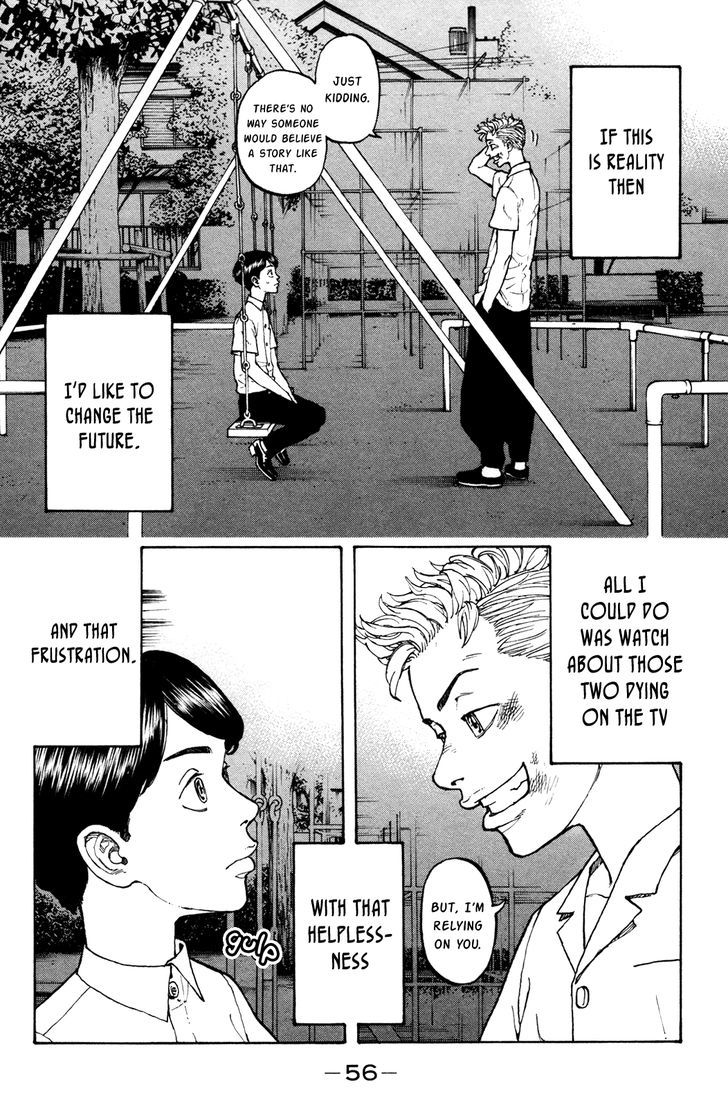 IF THIS
IS REALITY
THEN
JUST
KIDDING.
THERE'S NO
WAY SOMEONE
WOULD BELIEVE
A STORY LIKE
THAT.
I'D LIKE TO
CHANGE THE
FUTURE.
ALL I
COULD DO
WAS WATCH
ABOUT THOSE
TWO DYING
ON THE TV
BUT, I'M
RELYING
ON YOU.
WITH THAT
HELPLESS-
NESS
AND THAT
FRUSTRATION.
gulp
—56—